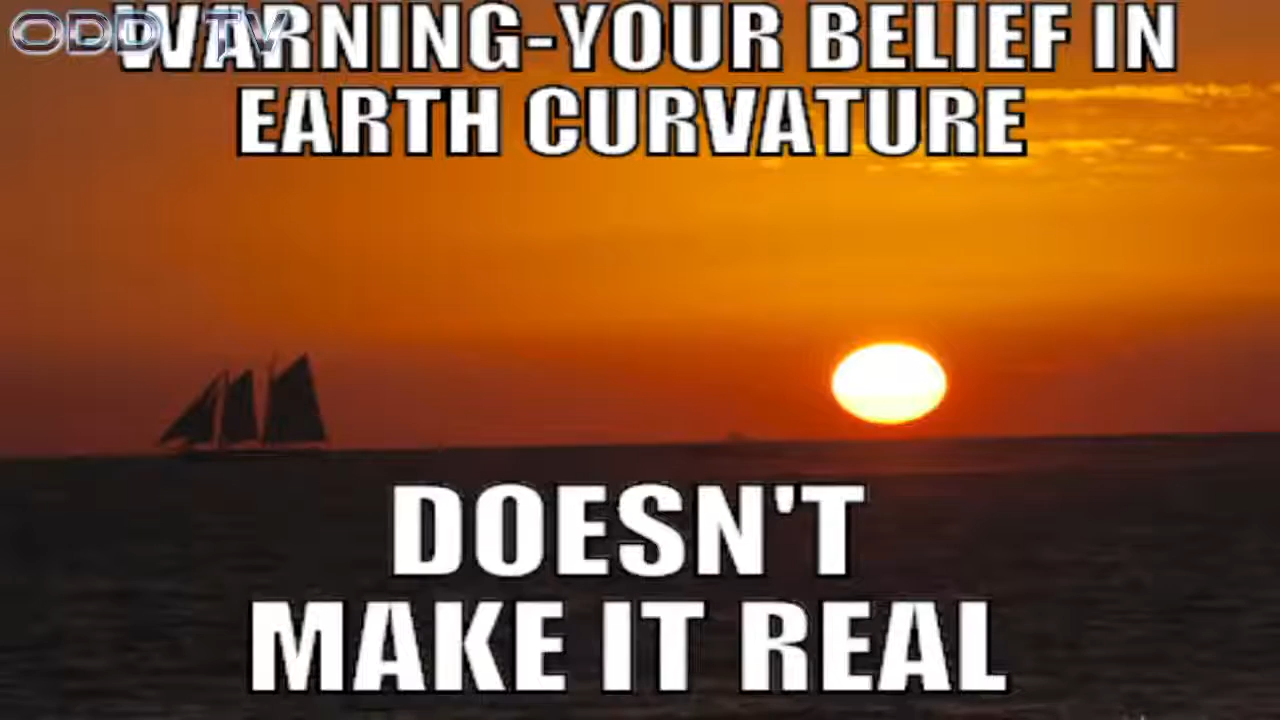 ODD TV
WARNING-YOUR BELIEF IN
EARTH CURVATURE
DOESN'T
MAKE IT REAL